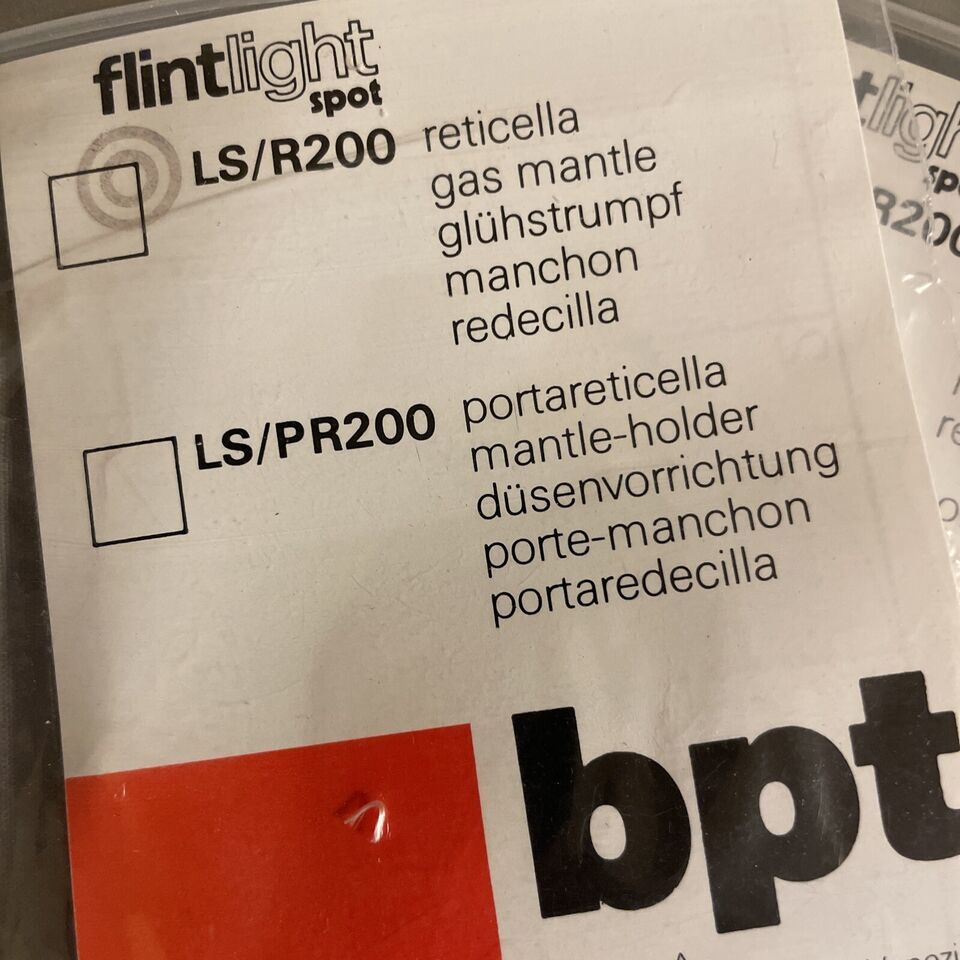 flintlight
spot
LS/R200
reticella
gas mantle
glühstrumpf
manchon
redecilla
LS/PR200
portareticella
mantle-holder
düsenvorrichtung
porte-manchon
portaredecilla
bpt